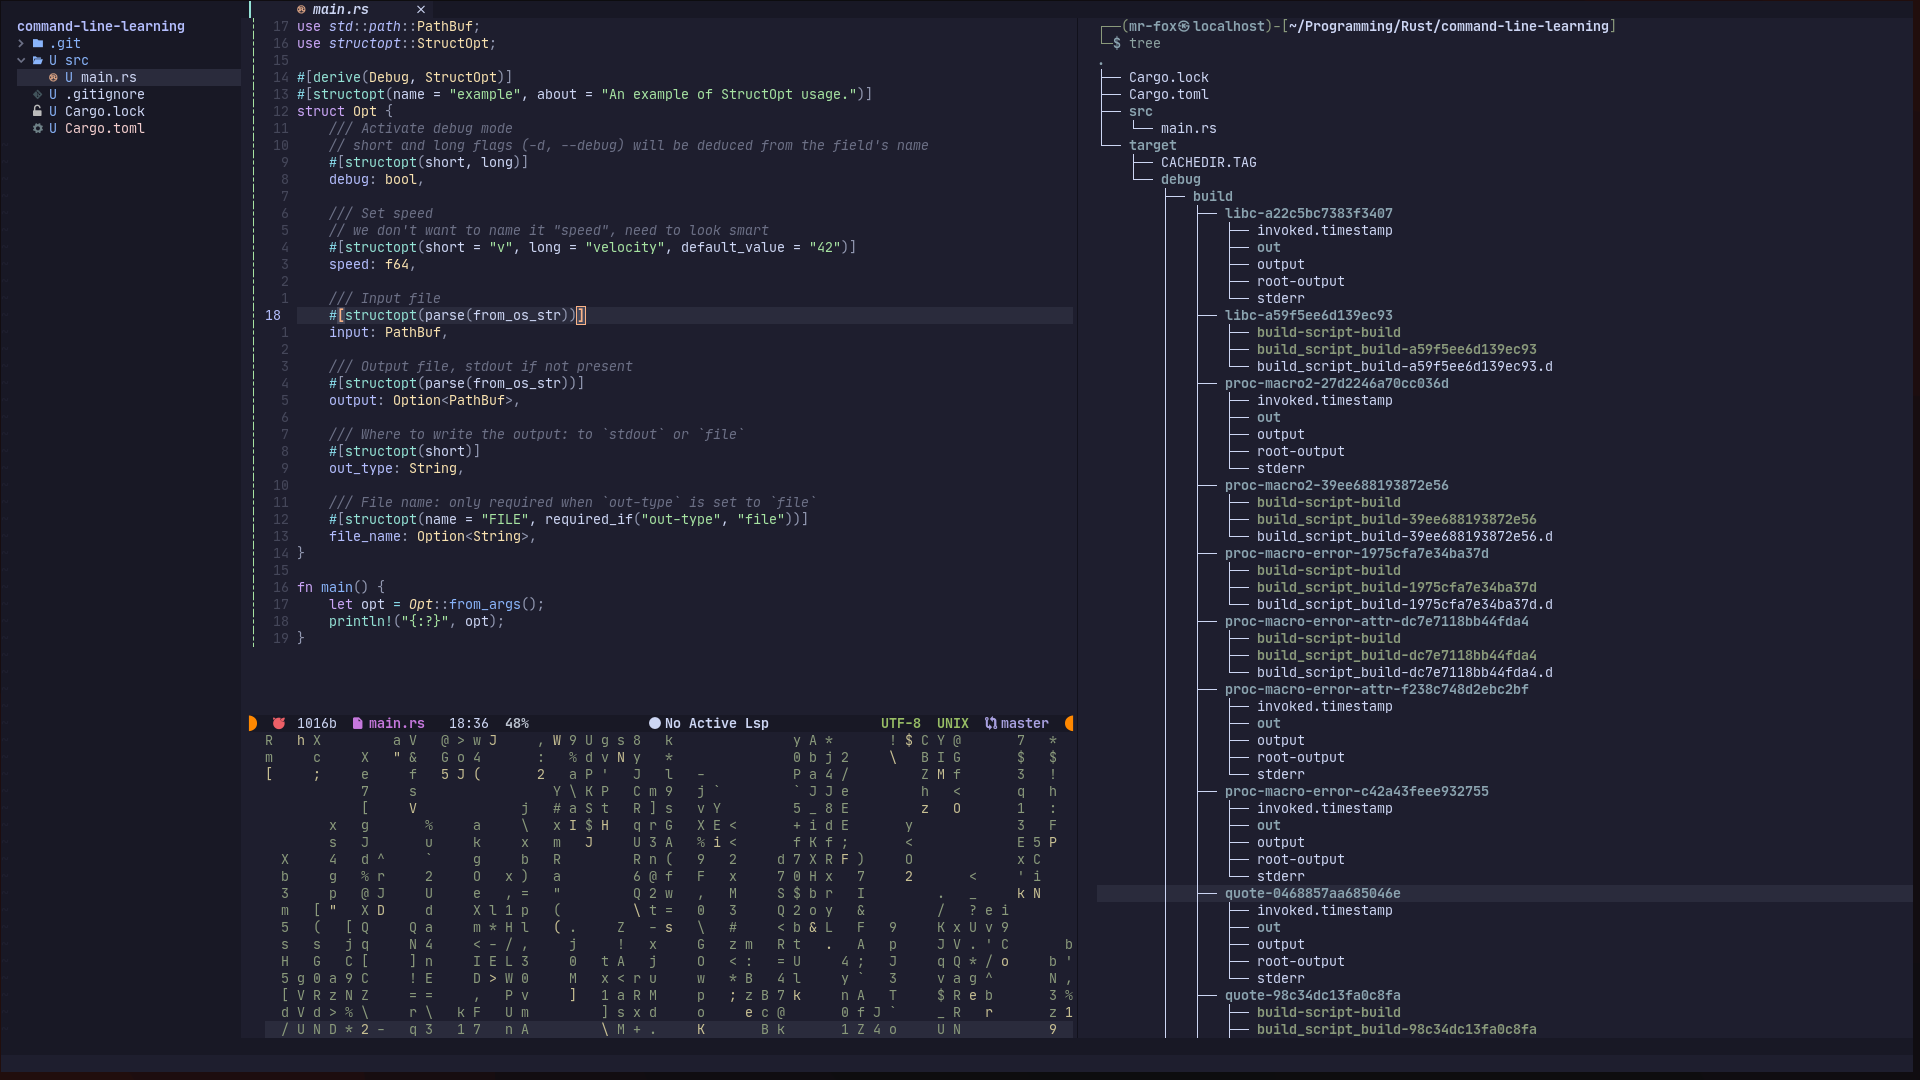 command-line-learning
.git
U src
U main.rs
U .gitignore
U Cargo.lock
U Cargo.toml
main.rs ×
17 use std::path::PathBuf;
16 use structopt::StructOpt;
15
14 #[derive(Debug, StructOpt)]
13 #[structopt(name = "example", about = "An example of StructOpt usage.")]
12 struct Opt {
11     /// Activate debug mode
10     // short and long flags (-d, --debug) will be deduced from the field's name
9     #[structopt(short, long)]
8     debug: bool,
7
6     /// Set speed
5     // we don't want to name it "speed", need to look smart
4     #[structopt(short = "v", long = "velocity", default_value = "42")]
3     speed: f64,
2
1     /// Input file
18     #[structopt(parse(from_os_str))]
1     input: PathBuf,
2
3     /// Output file, stdout if not present
4     #[structopt(parse(from_os_str))]
5     output: Option<PathBuf>,
6
7     /// Where to write the output: to `stdout` or `file`
8     #[structopt(short)]
9     out_type: String,
10
11     /// File name: only required when `out-type` is set to `file`
12     #[structopt(name = "FILE", required_if("out-type", "file"))]
13     file_name: Option<String>,
14 }
15
16 fn main() {
17     let opt = Opt::from_args();
18     println!("{:?}", opt);
19 }
1016b main.rs 18:36 48% No Active Lsp UTF-8 UNIX master
┌──(mr-fox㉿localhost)-[~/Programming/Rust/command-line-learning]
└─$ tree
.
├── Cargo.lock
├── Cargo.toml
├── src
│   └── main.rs
└── target
    ├── CACHEDIR.TAG
    └── debug
        ├── build
        │   ├── libc-a22c5bc7383f3407
        │   │   ├── invoked.timestamp
        │   │   ├── out
        │   │   ├── output
        │   │   ├── root-output
        │   │   └── stderr
        │   ├── libc-a59f5ee6d139ec93
        │   │   ├── build-script-build
        │   │   ├── build_script_build-a59f5ee6d139ec93
        │   │   └── build_script_build-a59f5ee6d139ec93.d
        │   ├── proc-macro2-27d2246a70cc036d
        │   │   ├── invoked.timestamp
        │   │   ├── out
        │   │   ├── output
        │   │   ├── root-output
        │   │   └── stderr
        │   ├── proc-macro2-39ee688193872e56
        │   │   ├── build-script-build
        │   │   ├── build_script_build-39ee688193872e56
        │   │   └── build_script_build-39ee688193872e56.d
        │   ├── proc-macro-error-1975cfa7e34ba37d
        │   │   ├── build-script-build
        │   │   ├── build_script_build-1975cfa7e34ba37d
        │   │   └── build_script_build-1975cfa7e34ba37d.d
        │   ├── proc-macro-error-attr-dc7e7118bb44fda4
        │   │   ├── build-script-build
        │   │   ├── build_script_build-dc7e7118bb44fda4
        │   │   └── build_script_build-dc7e7118bb44fda4.d
        │   ├── proc-macro-error-attr-f238c748d2ebc2bf
        │   │   ├── invoked.timestamp
        │   │   ├── out
        │   │   ├── output
        │   │   ├── root-output
        │   │   └── stderr
        │   ├── proc-macro-error-c42a43feee932755
        │   │   ├── invoked.timestamp
        │   │   ├── out
        │   │   ├── output
        │   │   ├── root-output
        │   │   └── stderr
        │   ├── quote-0468857aa685046e
        │   │   ├── invoked.timestamp
        │   │   ├── out
        │   │   ├── output
        │   │   ├── root-output
        │   │   └── stderr
        │   ├── quote-98c34dc13fa0c8fa
        │   │   ├── build-script-build
        │   │   ├── build_script_build-98c34dc13fa0c8fa